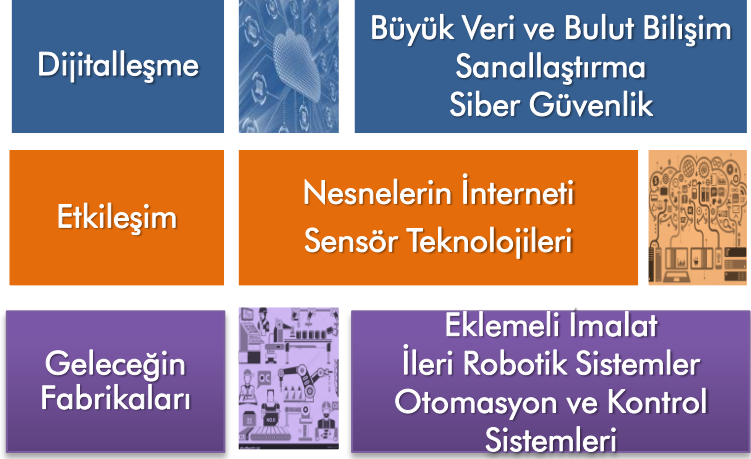 Dijitalleşme
Büyük Veri ve Bulut Bilişim
Sanallaştırma
Siber Güvenlik
Etkileşim
Nesnelerin İnterneti
Sensör Teknolojileri
Geleceğin
Fabrikaları
Eklemeli İmalat
İleri Robotik Sistemler
Otomasyon ve Kontrol
Sistemleri